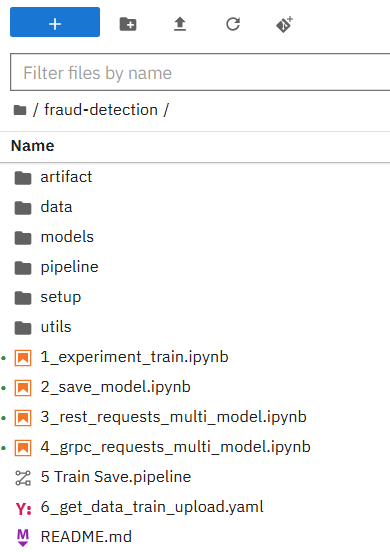 Filter files by name
/ fraud-detection /
Name
artifact
data
models
pipeline
setup
utils
1_experiment_train.ipynb
2_save_model.ipynb
3_rest_requests_multi_model.ipynb
4_grpc_requests_multi_model.ipynb
5 Train Save.pipeline
Y: 6_get_data_train_upload.yaml
M README.md